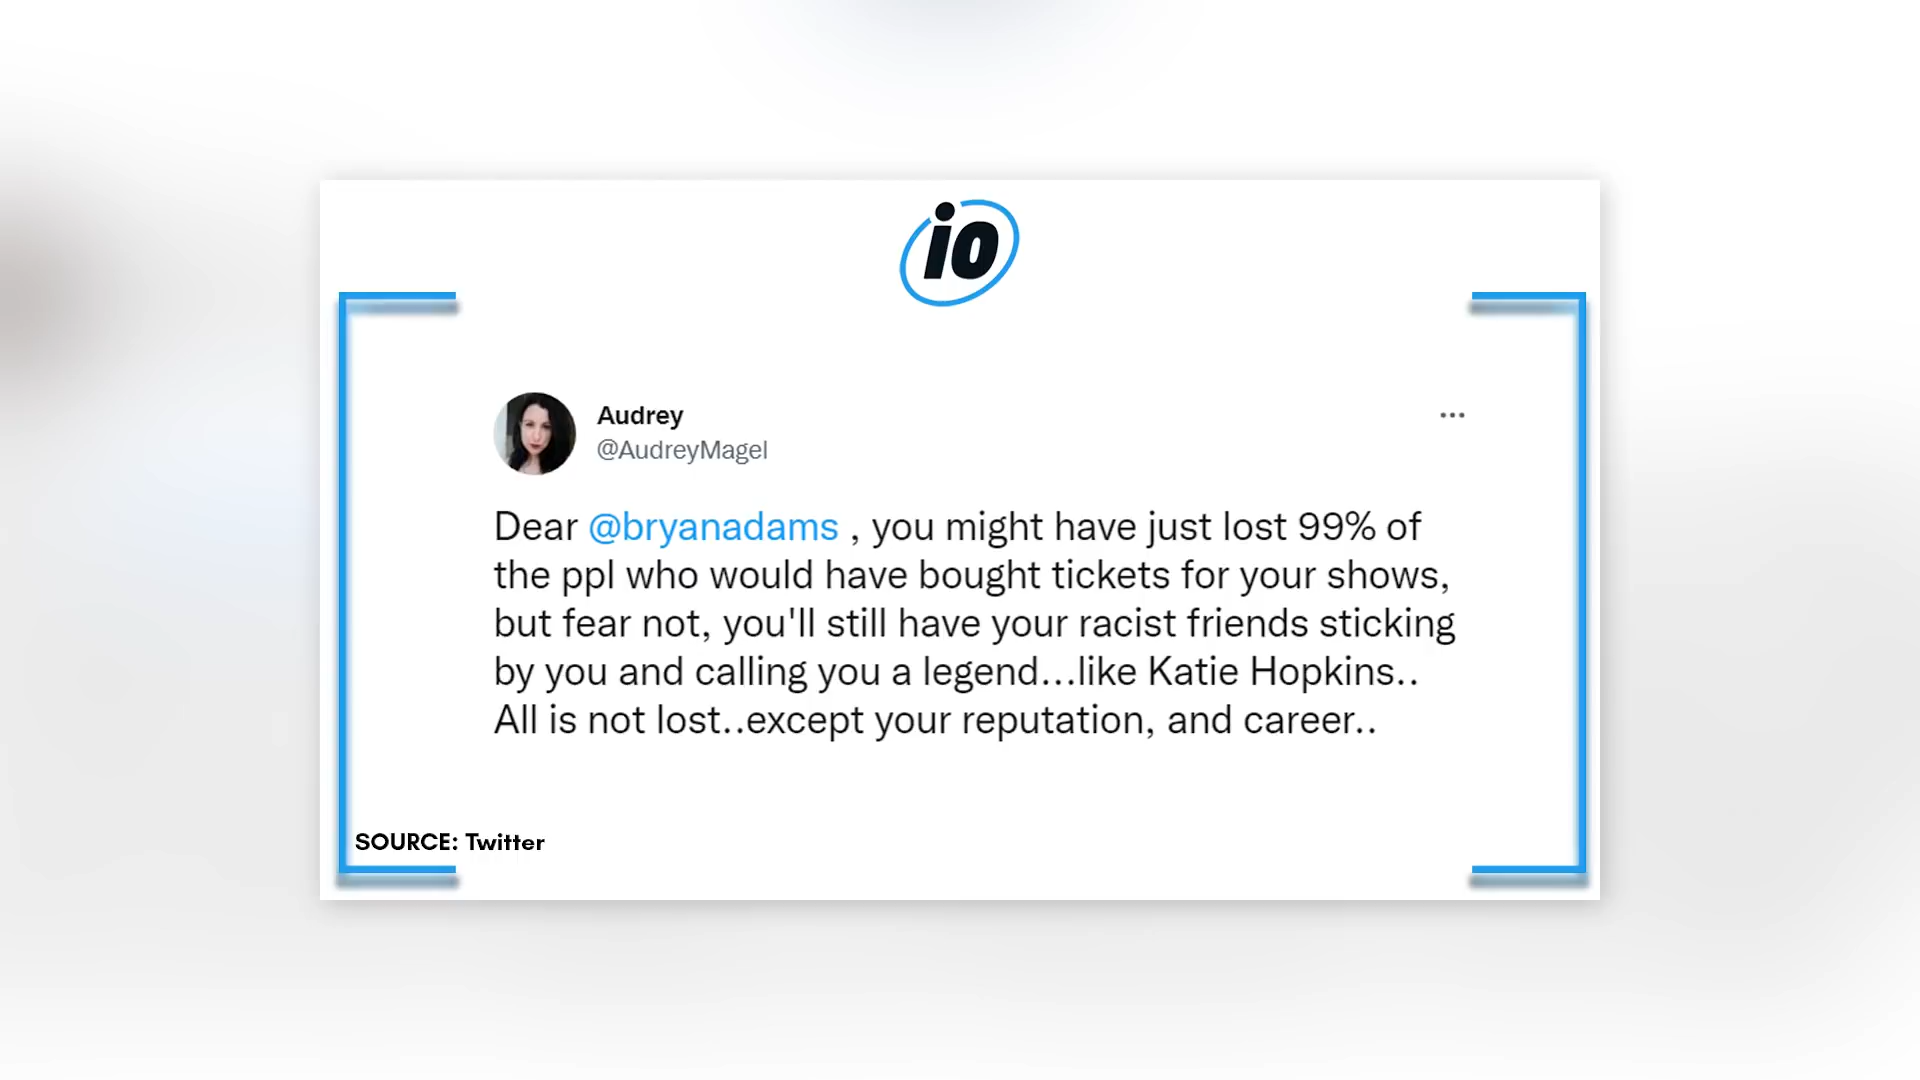 io
Audrey
@AudreyMagel
Dear @bryanadams , you might have just lost 99% of
the ppl who would have bought tickets for your shows,
but fear not, you'll still have your racist friends sticking
by you and calling you a legend...like Katie Hopkins..
All is not lost..except your reputation, and career..
SOURCE: Twitter